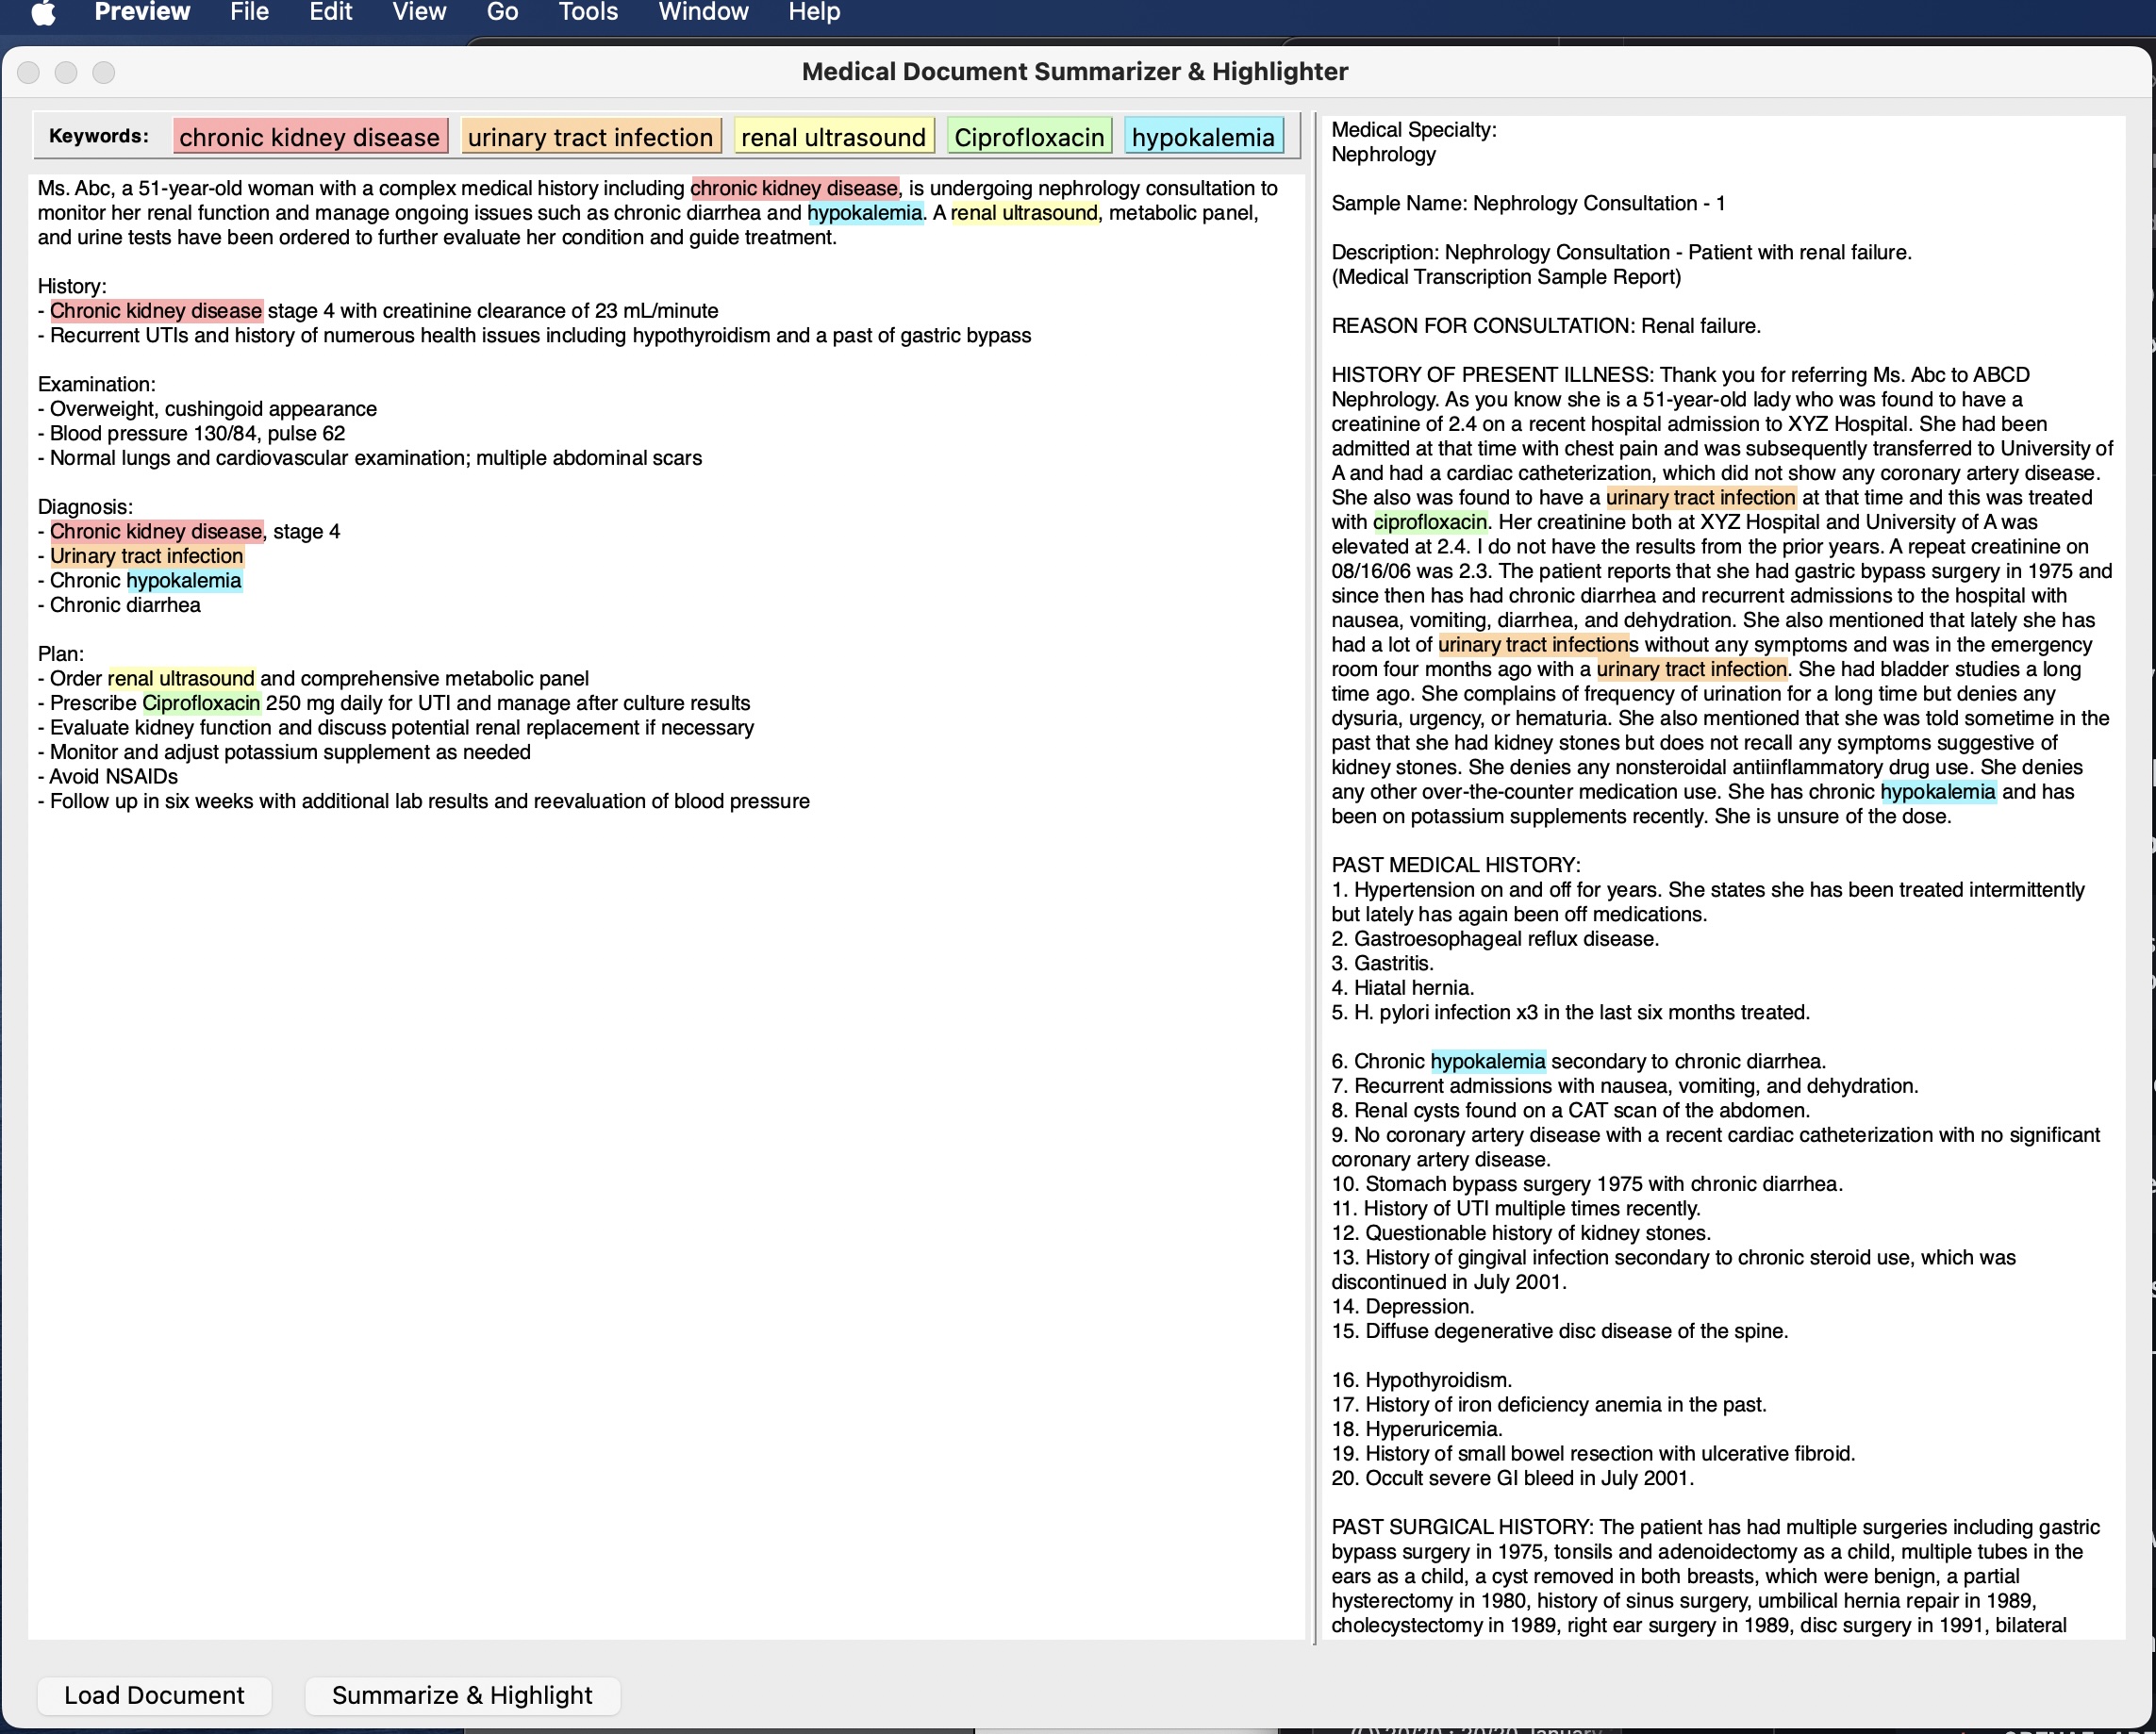 Preview File Edit View Go Tools Window Help
Medical Document Summarizer & Highlighter
Keywords: chronic kidney disease urinary tract infection renal ultrasound Ciprofloxacin hypokalemia
Ms. Abc, a 51-year-old woman with a complex medical history including chronic kidney disease, is undergoing nephrology consultation to
monitor her renal function and manage ongoing issues such as chronic diarrhea and hypokalemia. A renal ultrasound, metabolic panel,
and urine tests have been ordered to further evaluate her condition and guide treatment.
History:
- Chronic kidney disease stage 4 with creatinine clearance of 23 mL/minute
- Recurrent UTIs and history of numerous health issues including hypothyroidism and a past of gastric bypass
Examination:
- Overweight, cushingoid appearance
- Blood pressure 130/84, pulse 62
- Normal lungs and cardiovascular examination; multiple abdominal scars
Diagnosis:
- Chronic kidney disease, stage 4
- Urinary tract infection
- Chronic hypokalemia
- Chronic diarrhea
Plan:
- Order renal ultrasound and comprehensive metabolic panel
- Prescribe Ciprofloxacin 250 mg daily for UTI and manage after culture results
- Evaluate kidney function and discuss potential renal replacement if necessary
- Monitor and adjust potassium supplement as needed
- Avoid NSAIDs
- Follow up in six weeks with additional lab results and reevaluation of blood pressure
Medical Specialty:
Nephrology
Sample Name: Nephrology Consultation - 1
Description: Nephrology Consultation - Patient with renal failure.
(Medical Transcription Sample Report)
REASON FOR CONSULTATION: Renal failure.
HISTORY OF PRESENT ILLNESS: Thank you for referring Ms. Abc to ABCD
Nephrology. As you know she is a 51-year-old lady who was found to have a
creatinine of 2.4 on a recent hospital admission to XYZ Hospital. She had been
admitted at that time with chest pain and was subsequently transferred to University of
A and had a cardiac catheterization, which did not show any coronary artery disease.
She also was found to have a urinary tract infection at that time and this was treated
with ciprofloxacin. Her creatinine both at XYZ Hospital and University of A was
elevated at 2.4. I do not have the results from the prior years. A repeat creatinine on
08/16/06 was 2.3. The patient reports that she had gastric bypass surgery in 1975 and
since then has had chronic diarrhea and recurrent admissions to the hospital with
nausea, vomiting, diarrhea, and dehydration. She also mentioned that lately she has
had a lot of urinary tract infections without any symptoms and was in the emergency
room four months ago with a urinary tract infection. She had bladder studies a long
time ago. She complains of frequency of urination for a long time but denies any
dysuria, urgency, or hematuria. She also mentioned that she was told sometime in the
past that she had kidney stones but does not recall any symptoms suggestive of
kidney stones. She denies any nonsteroidal antiinflammatory drug use. She denies
any other over-the-counter medication use. She has chronic hypokalemia and has
been on potassium supplements recently. She is unsure of the dose.
PAST MEDICAL HISTORY:
1. Hypertension on and off for years. She states she has been treated intermittently
but lately has again been off medications.
2. Gastroesophageal reflux disease.
3. Gastritis.
4. Hiatal hernia.
5. H. pylori infection x3 in the last six months treated.
6. Chronic hypokalemia secondary to chronic diarrhea.
7. Recurrent admissions with nausea, vomiting, and dehydration.
8. Renal cysts found on a CAT scan of the abdomen.
9. No coronary artery disease with a recent cardiac catheterization with no significant
coronary artery disease.
10. Stomach bypass surgery 1975 with chronic diarrhea.
11. History of UTI multiple times recently.
12. Questionable history of kidney stones.
13. History of gingival infection secondary to chronic steroid use, which was
discontinued in July 2001.
14. Depression.
15. Diffuse degenerative disc disease of the spine.
16. Hypothyroidism.
17. History of iron deficiency anemia in the past.
18. Hyperuricemia.
19. History of small bowel resection with ulcerative fibroid.
20. Occult severe GI bleed in July 2001.
PAST SURGICAL HISTORY: The patient has had multiple surgeries including gastric
bypass surgery in 1975, tonsils and adenoidectomy as a child, multiple tubes in the
ears as a child, a cyst removed in both breasts, which were benign, a partial
hysterectomy in 1980, history of sinus surgery, umbilical hernia repair in 1989,
cholecystectomy in 1989, right ear surgery in 1989, disc surgery in 1991, bilateral
Load Document Summarize & Highlight